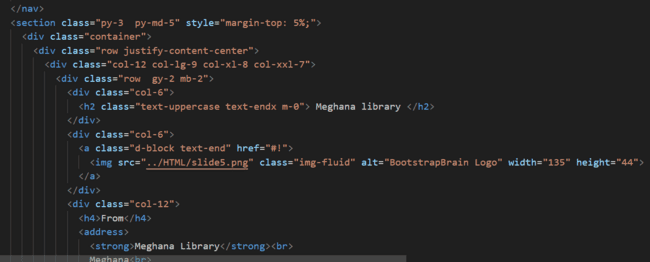 </nav>
<section class="py-3  py-md-5" style="margin-top: 5%;">
<div class="container">
<div class="row justify-content-center">
<div class="col-12 col-lg-9 col-xl-8 col-xxl-7">
<div class="row  gy-2 mb-2">
<div class="col-6">
<h2 class="text-uppercase text-endx m-0"> Meghana library </h2>
</div>
<div class="col-6">
<a class="d-block text-end" href="#!">
<img src="../HTML/slide5.png" class="img-fluid" alt="BootstrapBrain Logo" width="135" height="44">
</a>
</div>
<div class="col-12">
<h4>From</h4>
<address>
<strong>Meghana Library</strong><br>
Meghana<br>